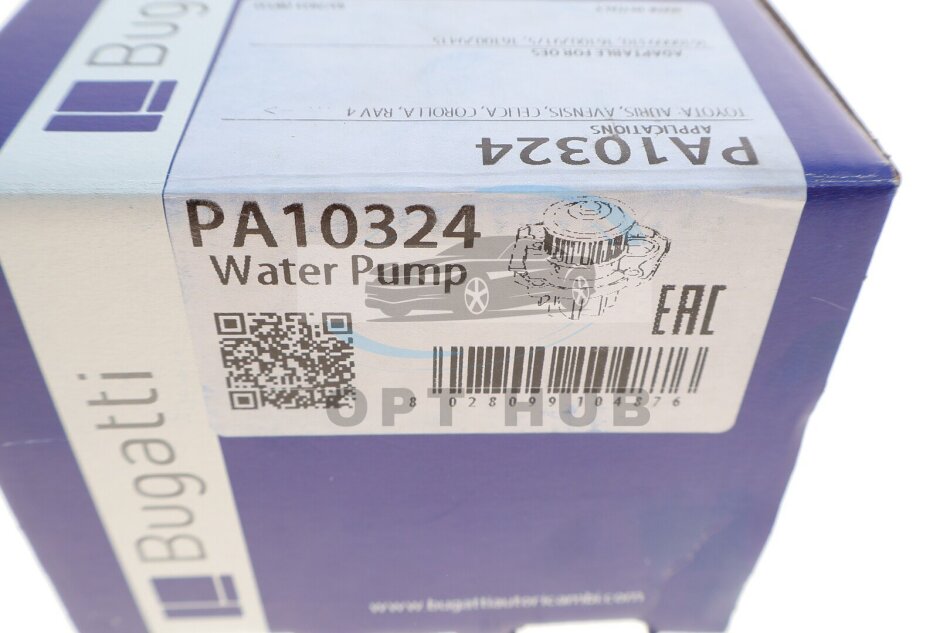 Bugatti
ADAPTABLE FOR OES
TOYOTA: AURIS, AVENSIS, CELICA, COROLLA, RAV 4
APPLICATIONS
PA10324
PA10324
Water Pump
EAC
8 028099 104876
OPT HUB
Bugatti
www.bugattiautoricambi.com